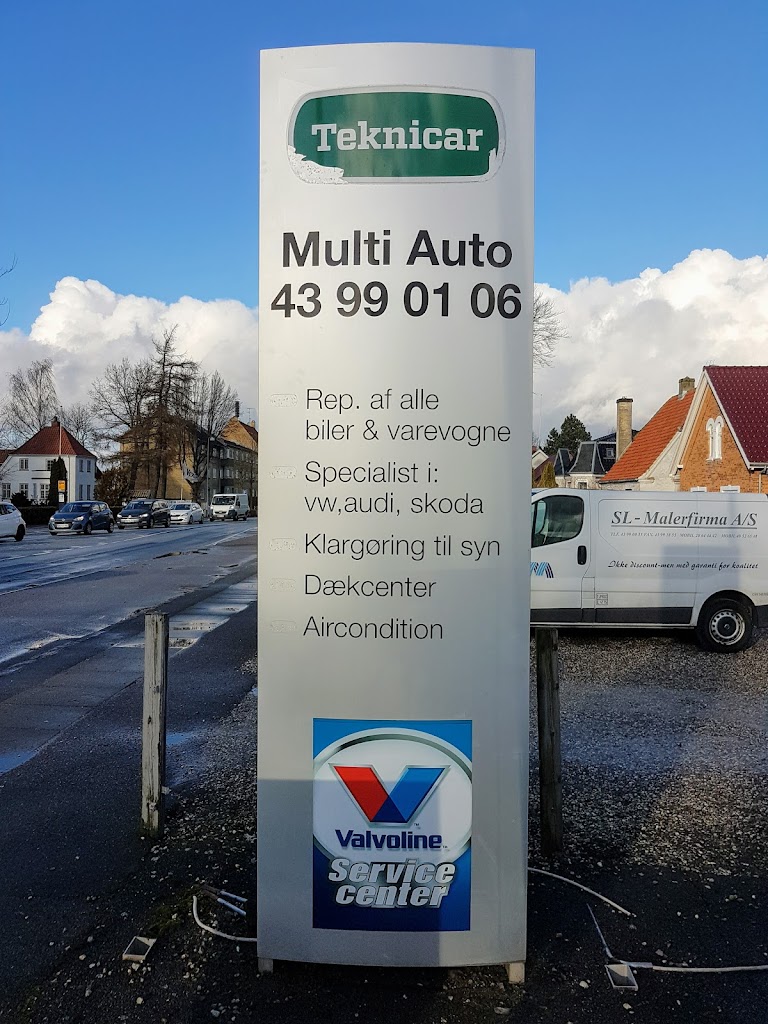 Teknicar
Multi Auto
43 99 01 06
Rep. af alle
biler & varevogne
Specialist i:
vw,audi, skoda
Klargøring til syn
Dækcenter
Aircondition
Valvoline
Service
center
SL-Malerfirma A/S
Ikke discount-men med garanti for kvalitet